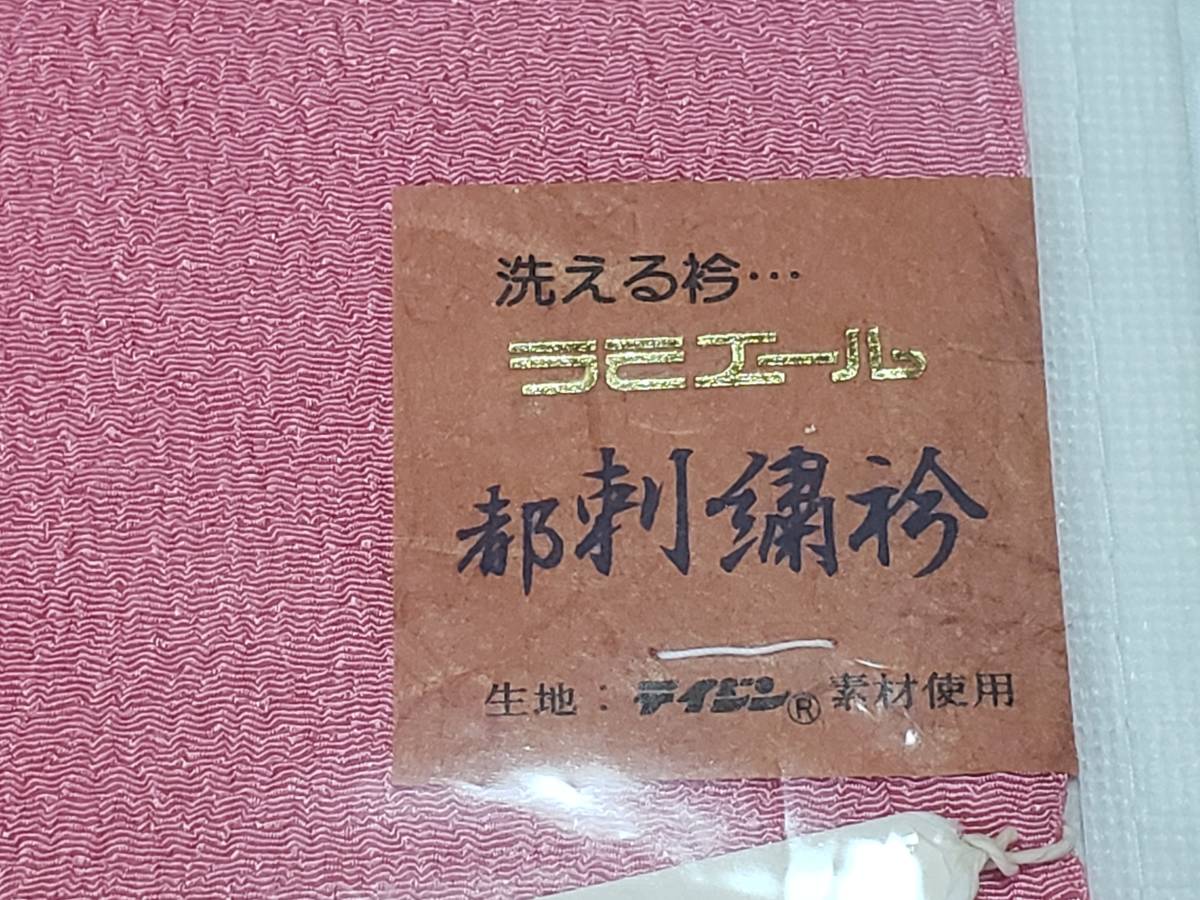 洗える衿…
ラビエール
都刺繍衿
生地：テイジン®素材使用